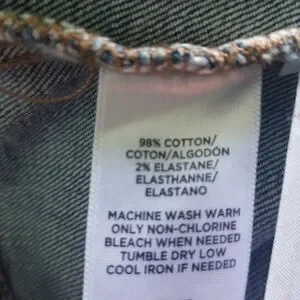 98% COTTON/
COTON/ALGODÓN
2% ELASTANE/
ELASTHANNE/
ELASTANO
MACHINE WASH WARM
ONLY NON-CHLORINE
BLEACH WHEN NEEDED
TUMBLE DRY LOW
COOL IRON IF NEEDED